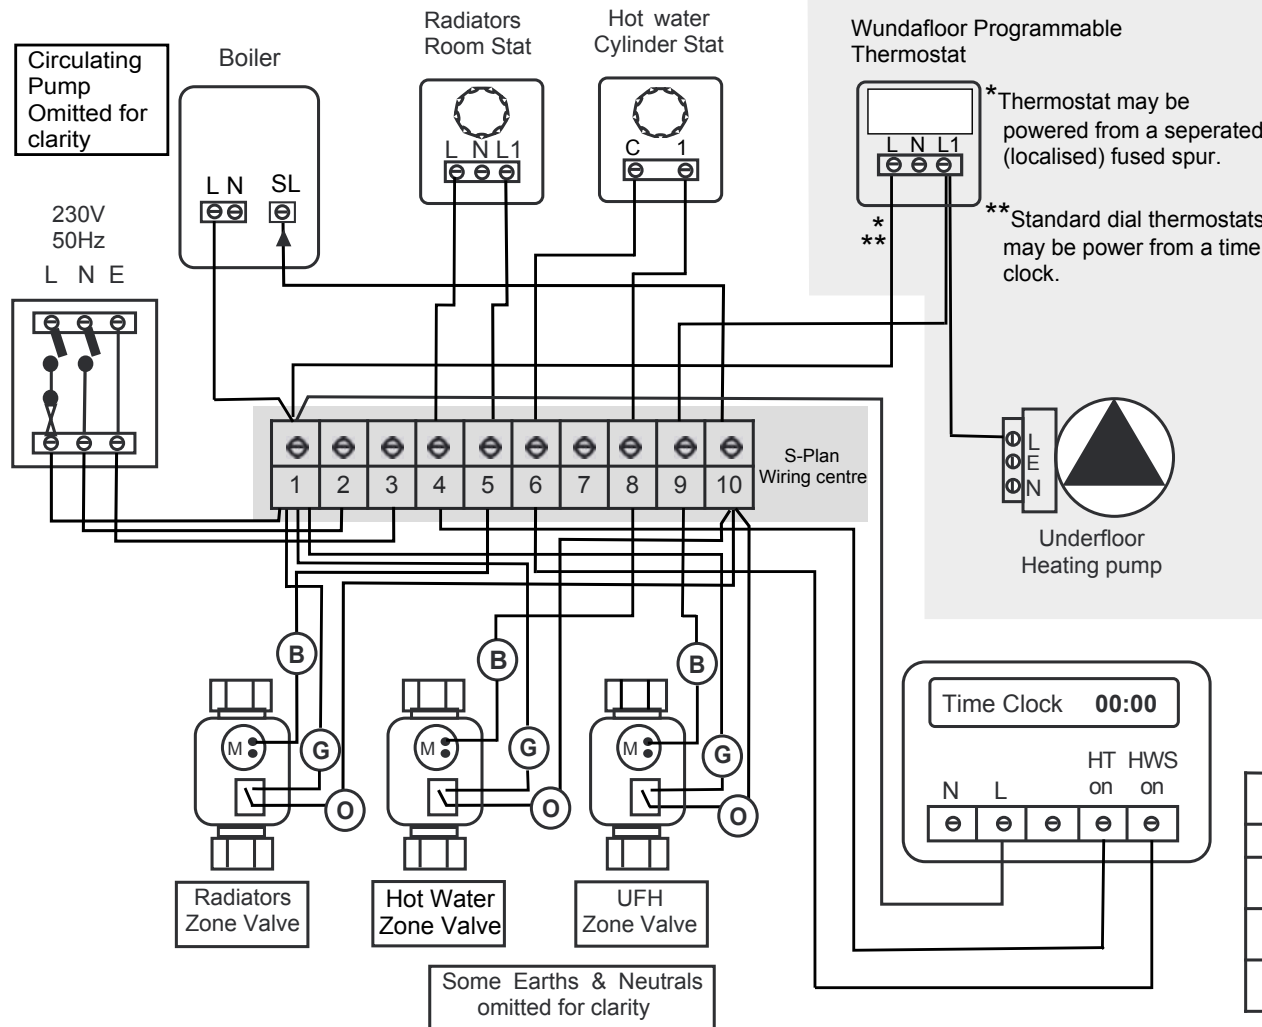 Circulating
Pump
Omitted for
clarity
Boiler
L N SL
Radiators
Room Stat
L N L1
Hot water
Cylinder Stat
C 1
Wundafloor Programmable
Thermostat
L N L1
*Thermostat may be
powered from a seperated
(localised) fused spur.
*
**
**Standard dial thermostats
may be power from a time
clock.
230V
50Hz
L N E
1 2 3 4 5 6 7 8 9 10
S-Plan
Wiring centre
L
E
N
Underfloor
Heating pump
B
B
B
M
G
O
M
G
O
M
G
O
Time Clock 00:00
HT HWS
N L on on
Radiators
Zone Valve
Hot Water
Zone Valve
UFH
Zone Valve
Some Earths & Neutrals
omitted for clarity